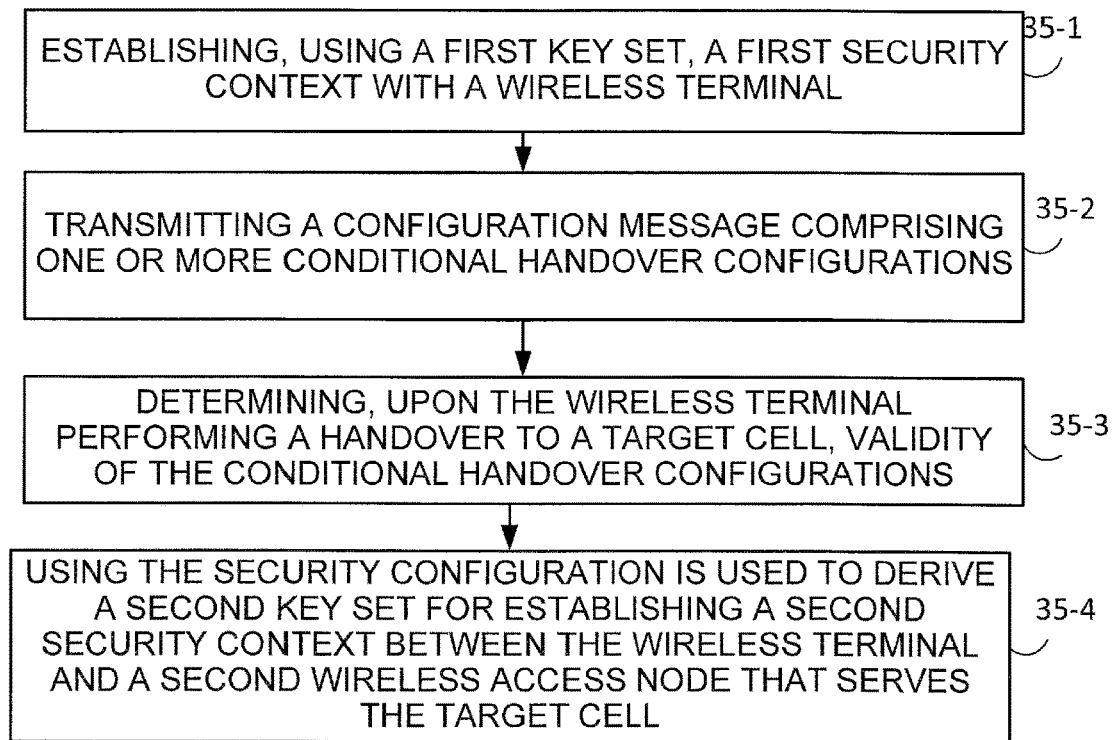 35-1
ESTABLISHING, USING A FIRST KEY SET, A FIRST SECURITY
CONTEXT WITH A WIRELESS TERMINAL
35-2
TRANSMITTING A CONFIGURATION MESSAGE COMPRISING
ONE OR MORE CONDITIONAL HANDOVER CONFIGURATIONS
35-3
DETERMINING, UPON THE WIRELESS TERMINAL
PERFORMING A HANDOVER TO A TARGET CELL, VALIDITY
OF THE CONDITIONAL HANDOVER CONFIGURATIONS
35-4
USING THE SECURITY CONFIGURATION IS USED TO DERIVE
A SECOND KEY SET FOR ESTABLISHING A SECOND
SECURITY CONTEXT BETWEEN THE WIRELESS TERMINAL
AND A SECOND WIRELESS ACCESS NODE THAT SERVES
THE TARGET CELL